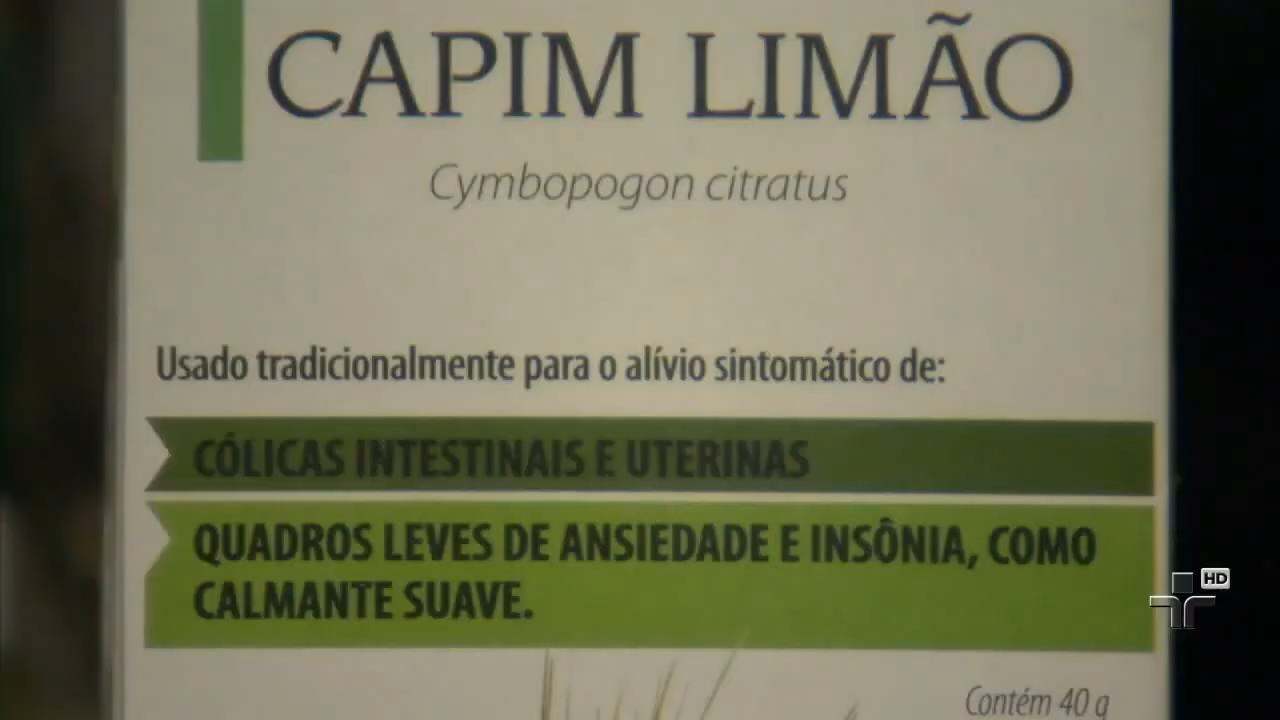 CAPIM LIMÃO
Cymbopogon citratus
Usado tradicionalmente para o alívio sintomático de:
CÓLICAS INTESTINAIS E UTERINAS
QUADROS LEVES DE ANSIEDADE E INSÔNIA, COMO
CALMANTE SUAVE.
HD
Contém 40 g